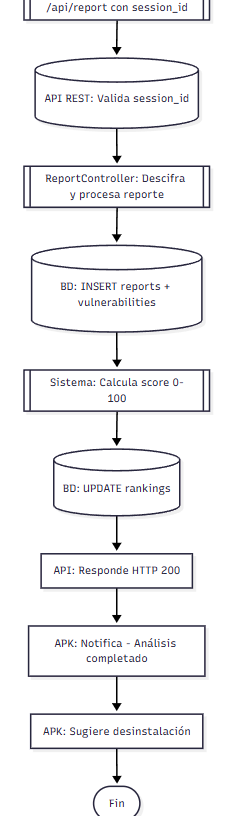 /api/report con session_id
API REST: Valida session_id
ReportController: Descifra
y procesa reporte
BD: INSERT reports +
vulnerabilities
Sistema: Calcula score 0-
100
BD: UPDATE rankings
API: Responde HTTP 200
APK: Notifica - Análisis
completado
APK: Sugiere desinstalación
Fin